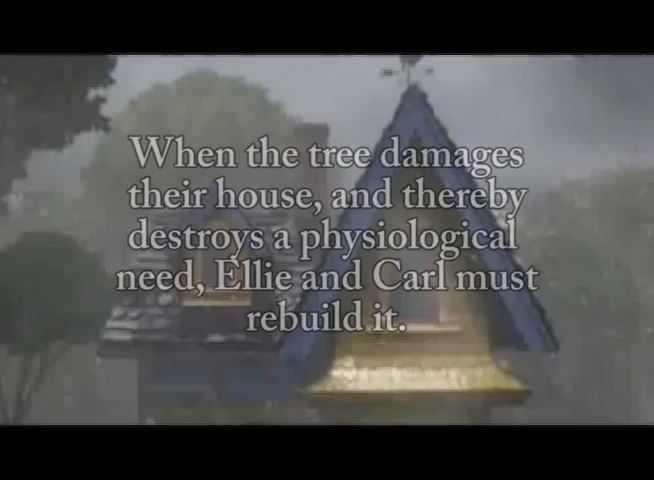 When the tree damages
their house, and thereby
destroys a physiological
need, Ellie and Carl must
rebuild it.